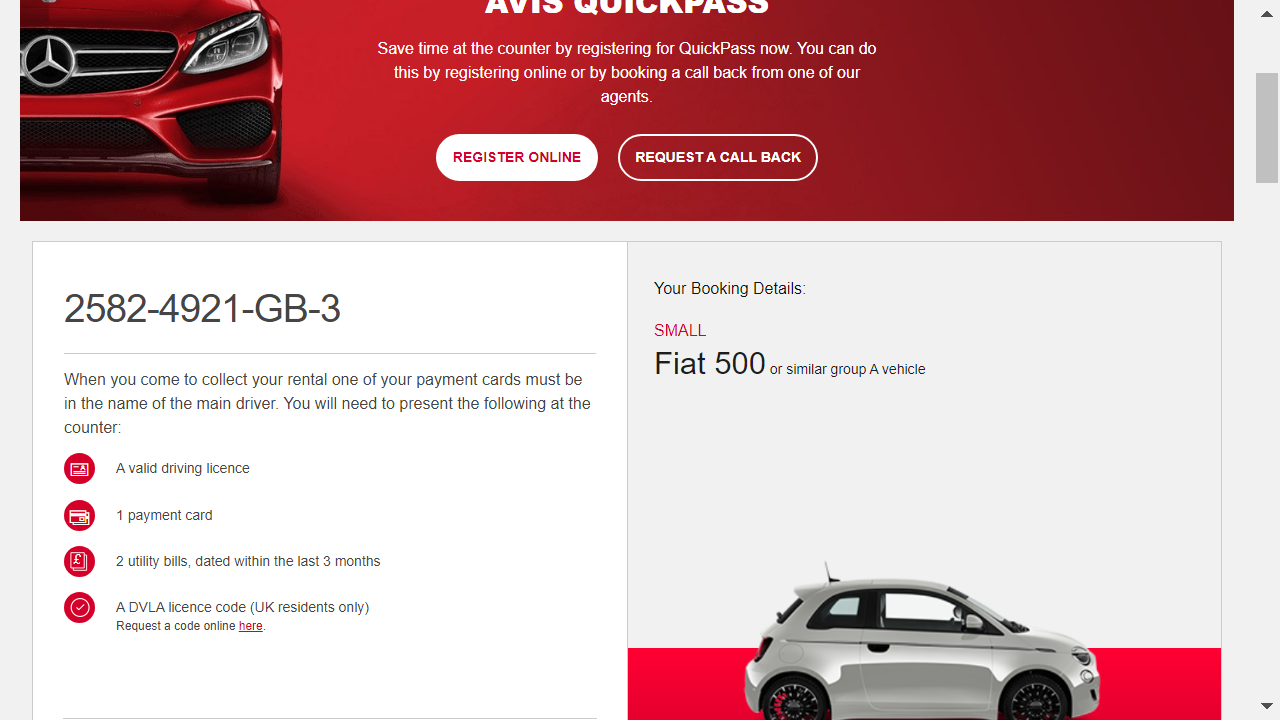 AVIS QUICKPASS
Save time at the counter by registering for QuickPass now. You can do
this by registering online or by booking a call back from one of our
agents.
REGISTER ONLINE
REQUEST A CALL BACK
2582-4921-GB-3
When you come to collect your rental one of your payment cards must be
in the name of the main driver. You will need to present the following at the
counter:
A valid driving licence
1 payment card
2 utility bills, dated within the last 3 months
A DVLA licence code (UK residents only)
Request a code online here.
Your Booking Details:
SMALL
Fiat 500 or similar group A vehicle